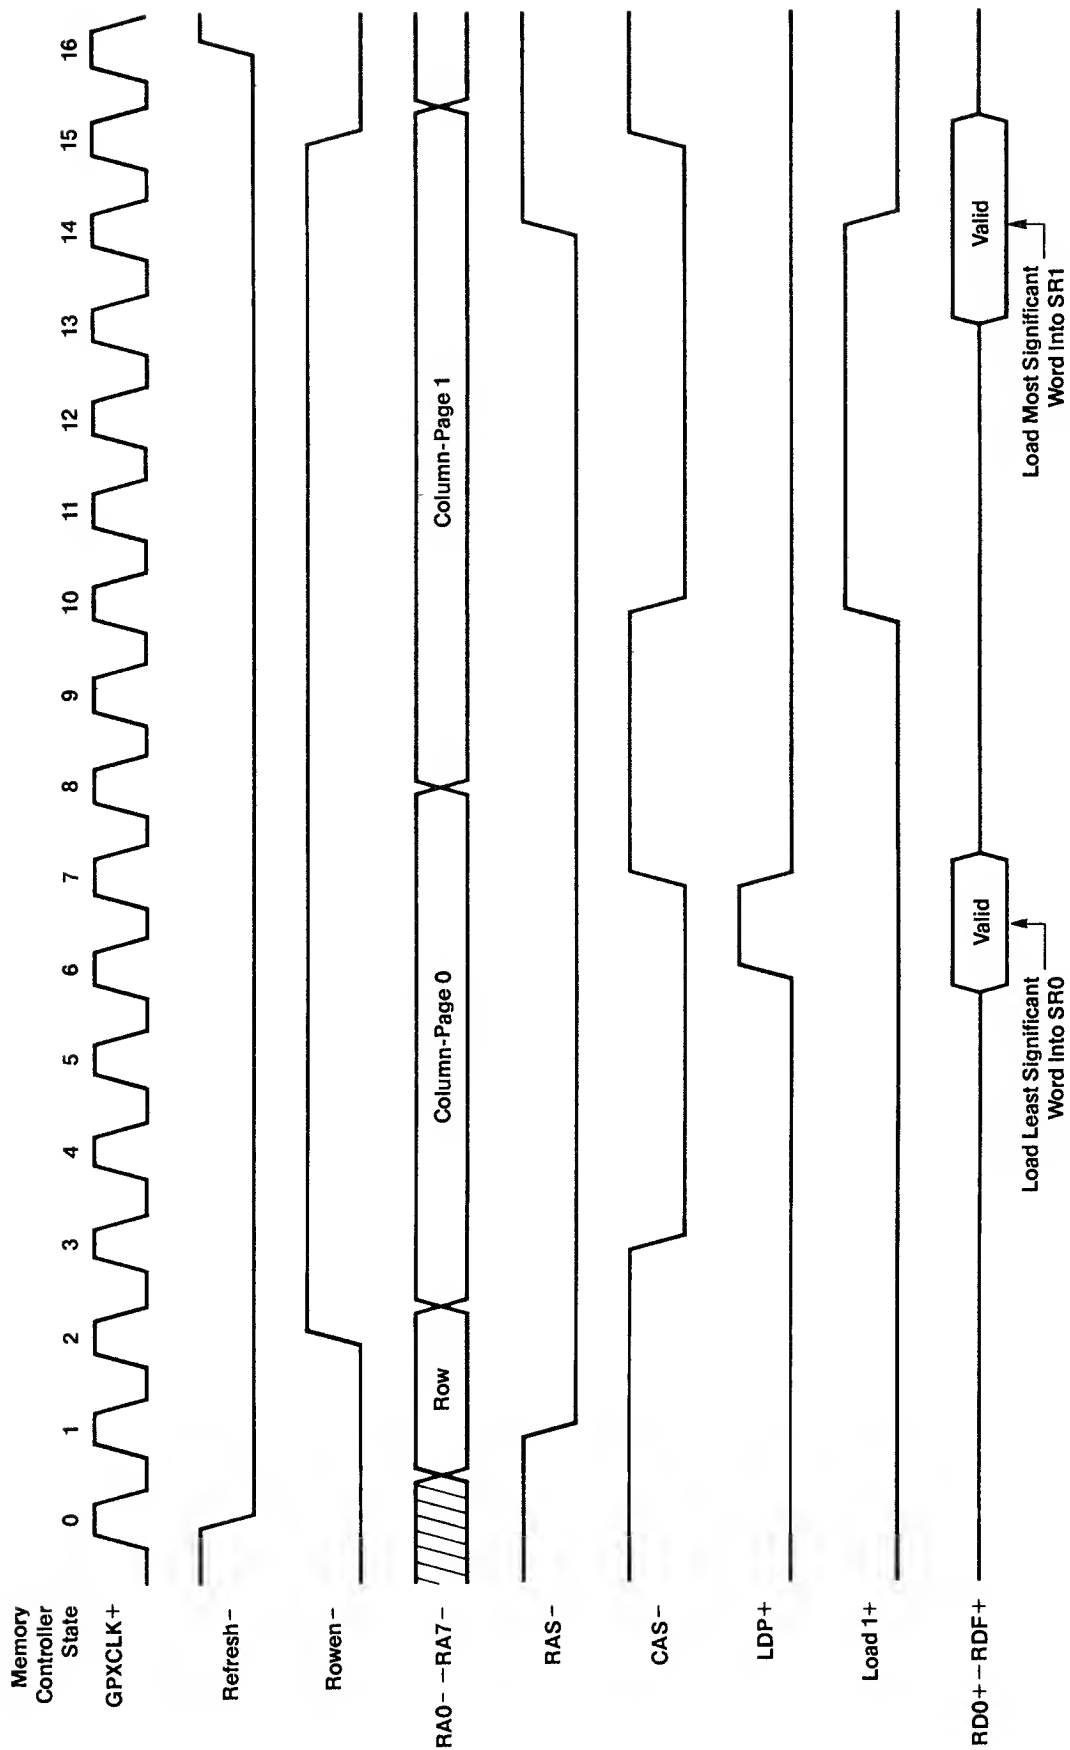 Memory
Controller
State
0 1 2 3 4 5 6 7 8 9 10 11 12 13 14 15 16
GPXCLK+
Refresh−
Rowen−
RA0− −RA7−
Row
Column-Page 0
Column-Page 1
RAS−
CAS−
LDP+
Load 1+
RD0+−RDF+
Valid
Valid
Load Least Significant
Word Into SR0
Load Most Significant
Word Into SR1